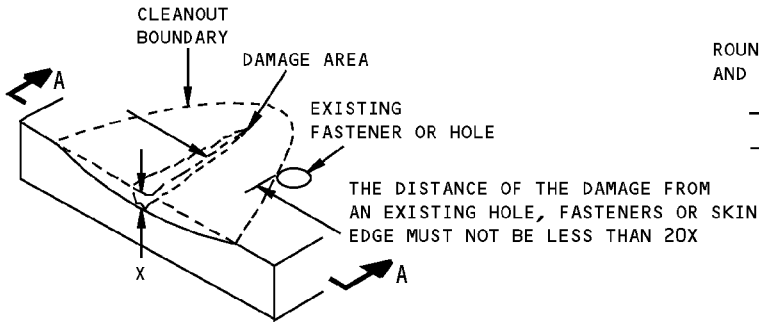 CLEANOUT
BOUNDARY
DAMAGE AREA
ROUN
AND
A
EXISTING
FASTENER OR HOLE
THE DISTANCE OF THE DAMAGE FROM
AN EXISTING HOLE, FASTENERS OR SKIN
EDGE MUST NOT BE LESS THAN 20X
X
A